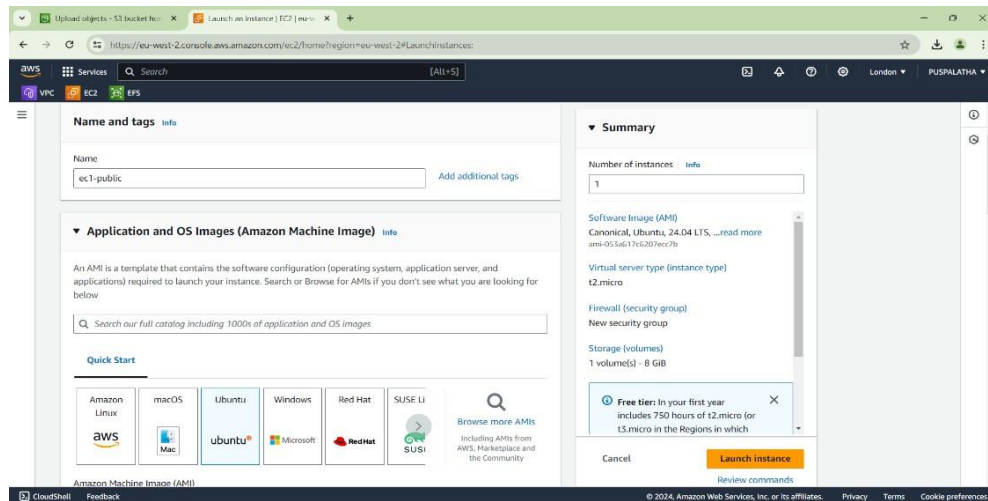 Upload objects - S3 bucket
Launch an instance | EC2 | eu-w
https://eu-west-2.console.aws.amazon.com/ec2/home?region=eu-west-2#LaunchInstances:
aws
Services
Search
[Alt+S]
London
PUSPALATHA
VPC
EC2
EFS
Name and tags Info
Name
ec1-public
Add additional tags
Application and OS Images (Amazon Machine Image) Info
An AMI is a template that contains the software configuration (operating system, application server, and
applications) required to launch your instance. Search or Browse for AMIs if you don't see what you are looking for
below
Search our full catalog including 1000s of application and OS images
Quick Start
Amazon
Linux
aws
macOS
Mac
Ubuntu
ubuntu®
Windows
Microsoft
Red Hat
Red Hat
SUSE Li
SUS
Browse more AMIs
Including AMIs from
AWS, Marketplace and
the Community
Amazon Machine Image (AMI)
Summary
Number of instances Info
1
Software Image (AMI)
Canonical, Ubuntu, 24.04 LTS, ...read more
ami-053a617c6207ecc7b
Virtual server type (instance type)
t2.micro
Firewall (security group)
New security group
Storage (volumes)
1 volume(s) - 8 GiB
Free tier: In your first year
includes 750 hours of t2.micro (or
t3.micro in the Regions in which
Cancel
Launch instance
Review commands
CloudShell
Feedback
© 2024, Amazon Web Services, Inc. or its affiliates.
Privacy
Terms
Cookie preferences